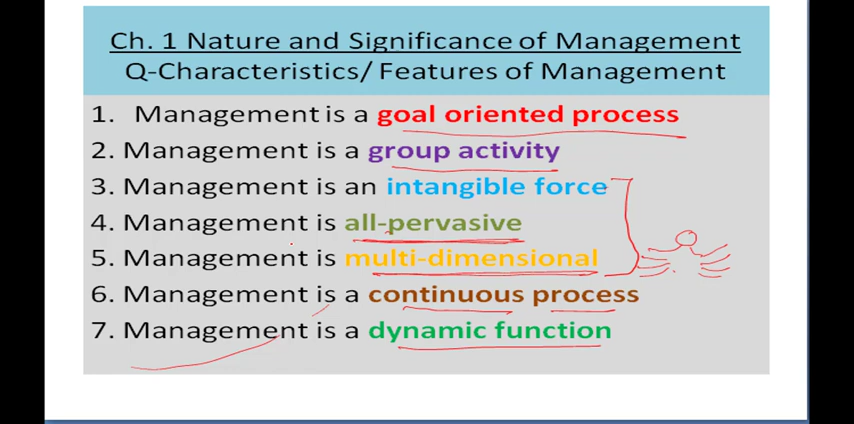 Ch. 1 Nature and Significance of Management
Q-Characteristics/ Features of Management
1. Management is a goal oriented process
2. Management is a group activity
3. Management is an intangible force
4. Management is all-pervasive
5. Management is multi-dimensional
6. Management is a continuous process
7. Management is a dynamic function